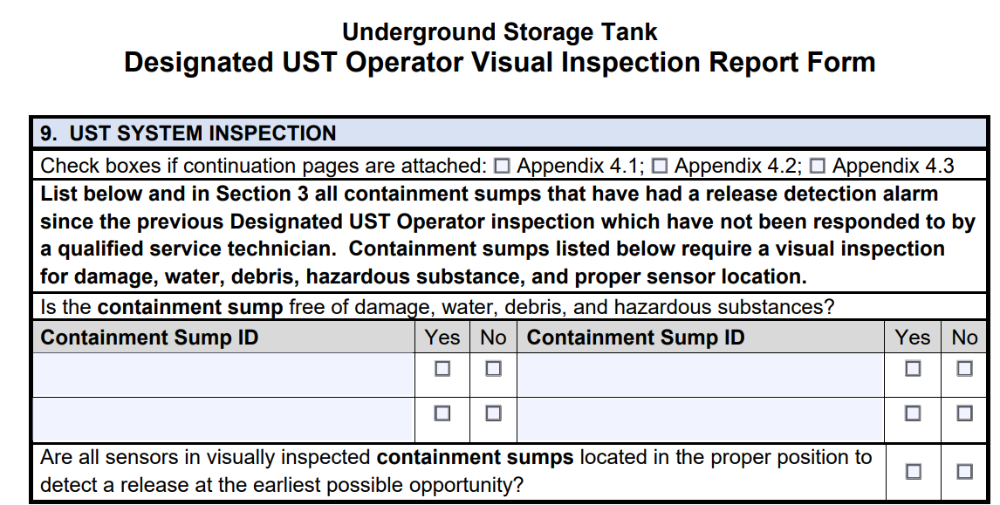 Underground Storage Tank
Designated UST Operator Visual Inspection Report Form
9. UST SYSTEM INSPECTION
Check boxes if continuation pages are attached: ☐ Appendix 4.1; ☐ Appendix 4.2; ☐ Appendix 4.3
List below and in Section 3 all containment sumps that have had a release detection alarm
since the previous Designated UST Operator inspection which have not been responded to by
a qualified service technician. Containment sumps listed below require a visual inspection
for damage, water, debris, hazardous substance, and proper sensor location.
Is the containment sump free of damage, water, debris, and hazardous substances?
Containment Sump ID Yes No Containment Sump ID Yes No
☐ ☐ ☐ ☐
☐ ☐ ☐ ☐
Are all sensors in visually inspected containment sumps located in the proper position to
detect a release at the earliest possible opportunity? ☐ ☐